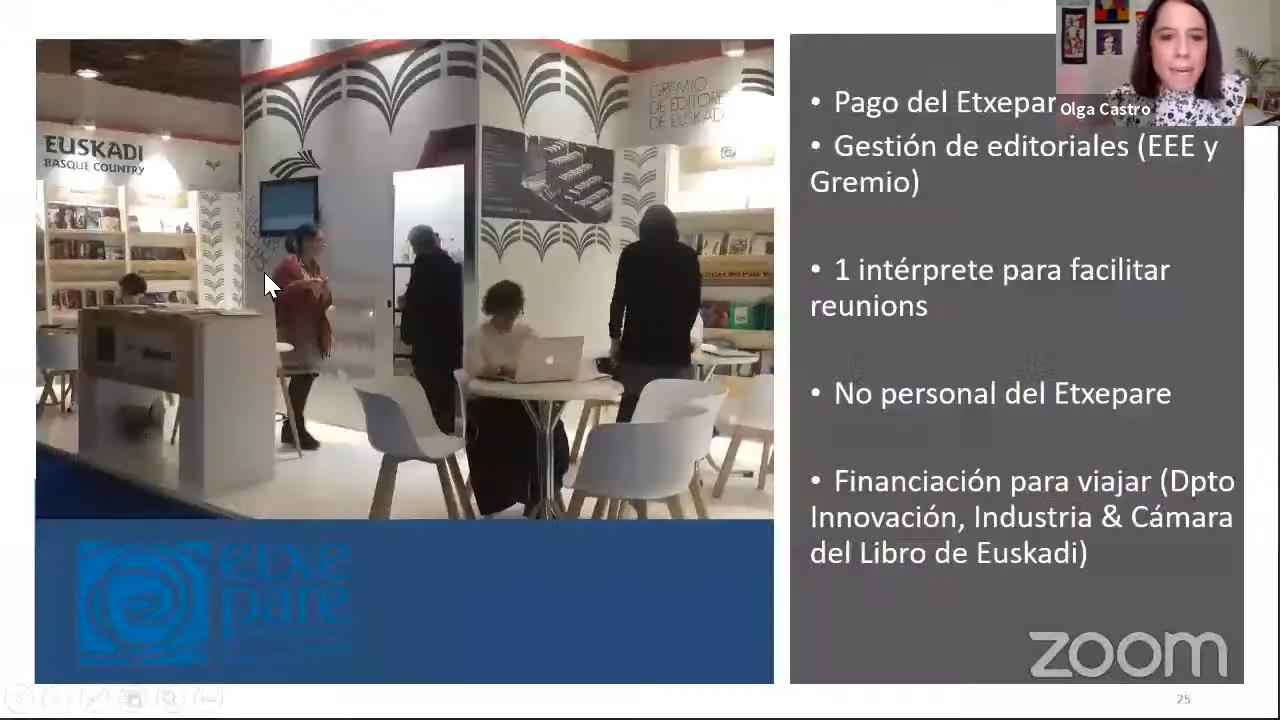 EUSKADI
BASQUE COUNTRY
GREMIO
DE EDITORES
DE EUSKADI
etxe
pare
• Pago del Etxepar
Olga Castro
• Gestión de editoriales (EEE y
Gremio)
• 1 intérprete para facilitar
reunions
• No personal del Etxepare
• Financiación para viajar (Dpto
Innovación, Industria & Cámara
del Libro de Euskadi)
zoom
25